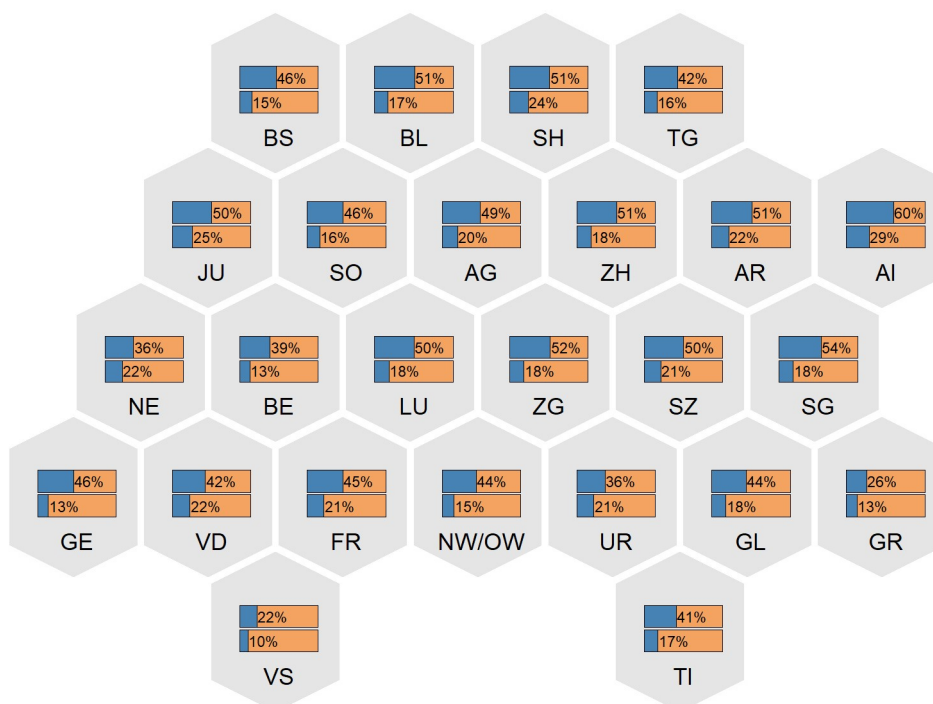 46% 51% 51% 42%
15% 17% 24% 16%
BS BL SH TG
50% 46% 49% 51% 51% 60%
25% 16% 20% 18% 22% 29%
JU SO AG ZH AR AI
36% 39% 50% 52% 50% 54%
22% 13% 18% 18% 21% 18%
NE BE LU ZG SZ SG
46% 42% 45% 44% 36% 44% 26%
13% 22% 21% 15% 21% 18% 13%
GE VD FR NW/OW UR GL GR
22% 41%
10% 17%
VS TI